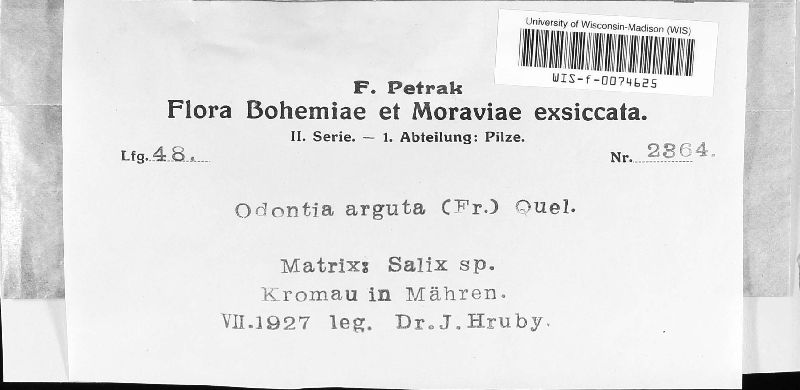 University of Wisconsin-Madison (WIS)
WIS-f-0074625
F. Petrak
Flora Bohemiae et Moraviae exsiccata.
II. Serie. — 1. Abteilung: Pilze.
Lfg. 48. Nr. 2364.
Odontia arguta (Fr.) Quel.
Matrix: Salix sp.
Kromau in Mähren.
VII.1927 leg. Dr.J.Hruby.